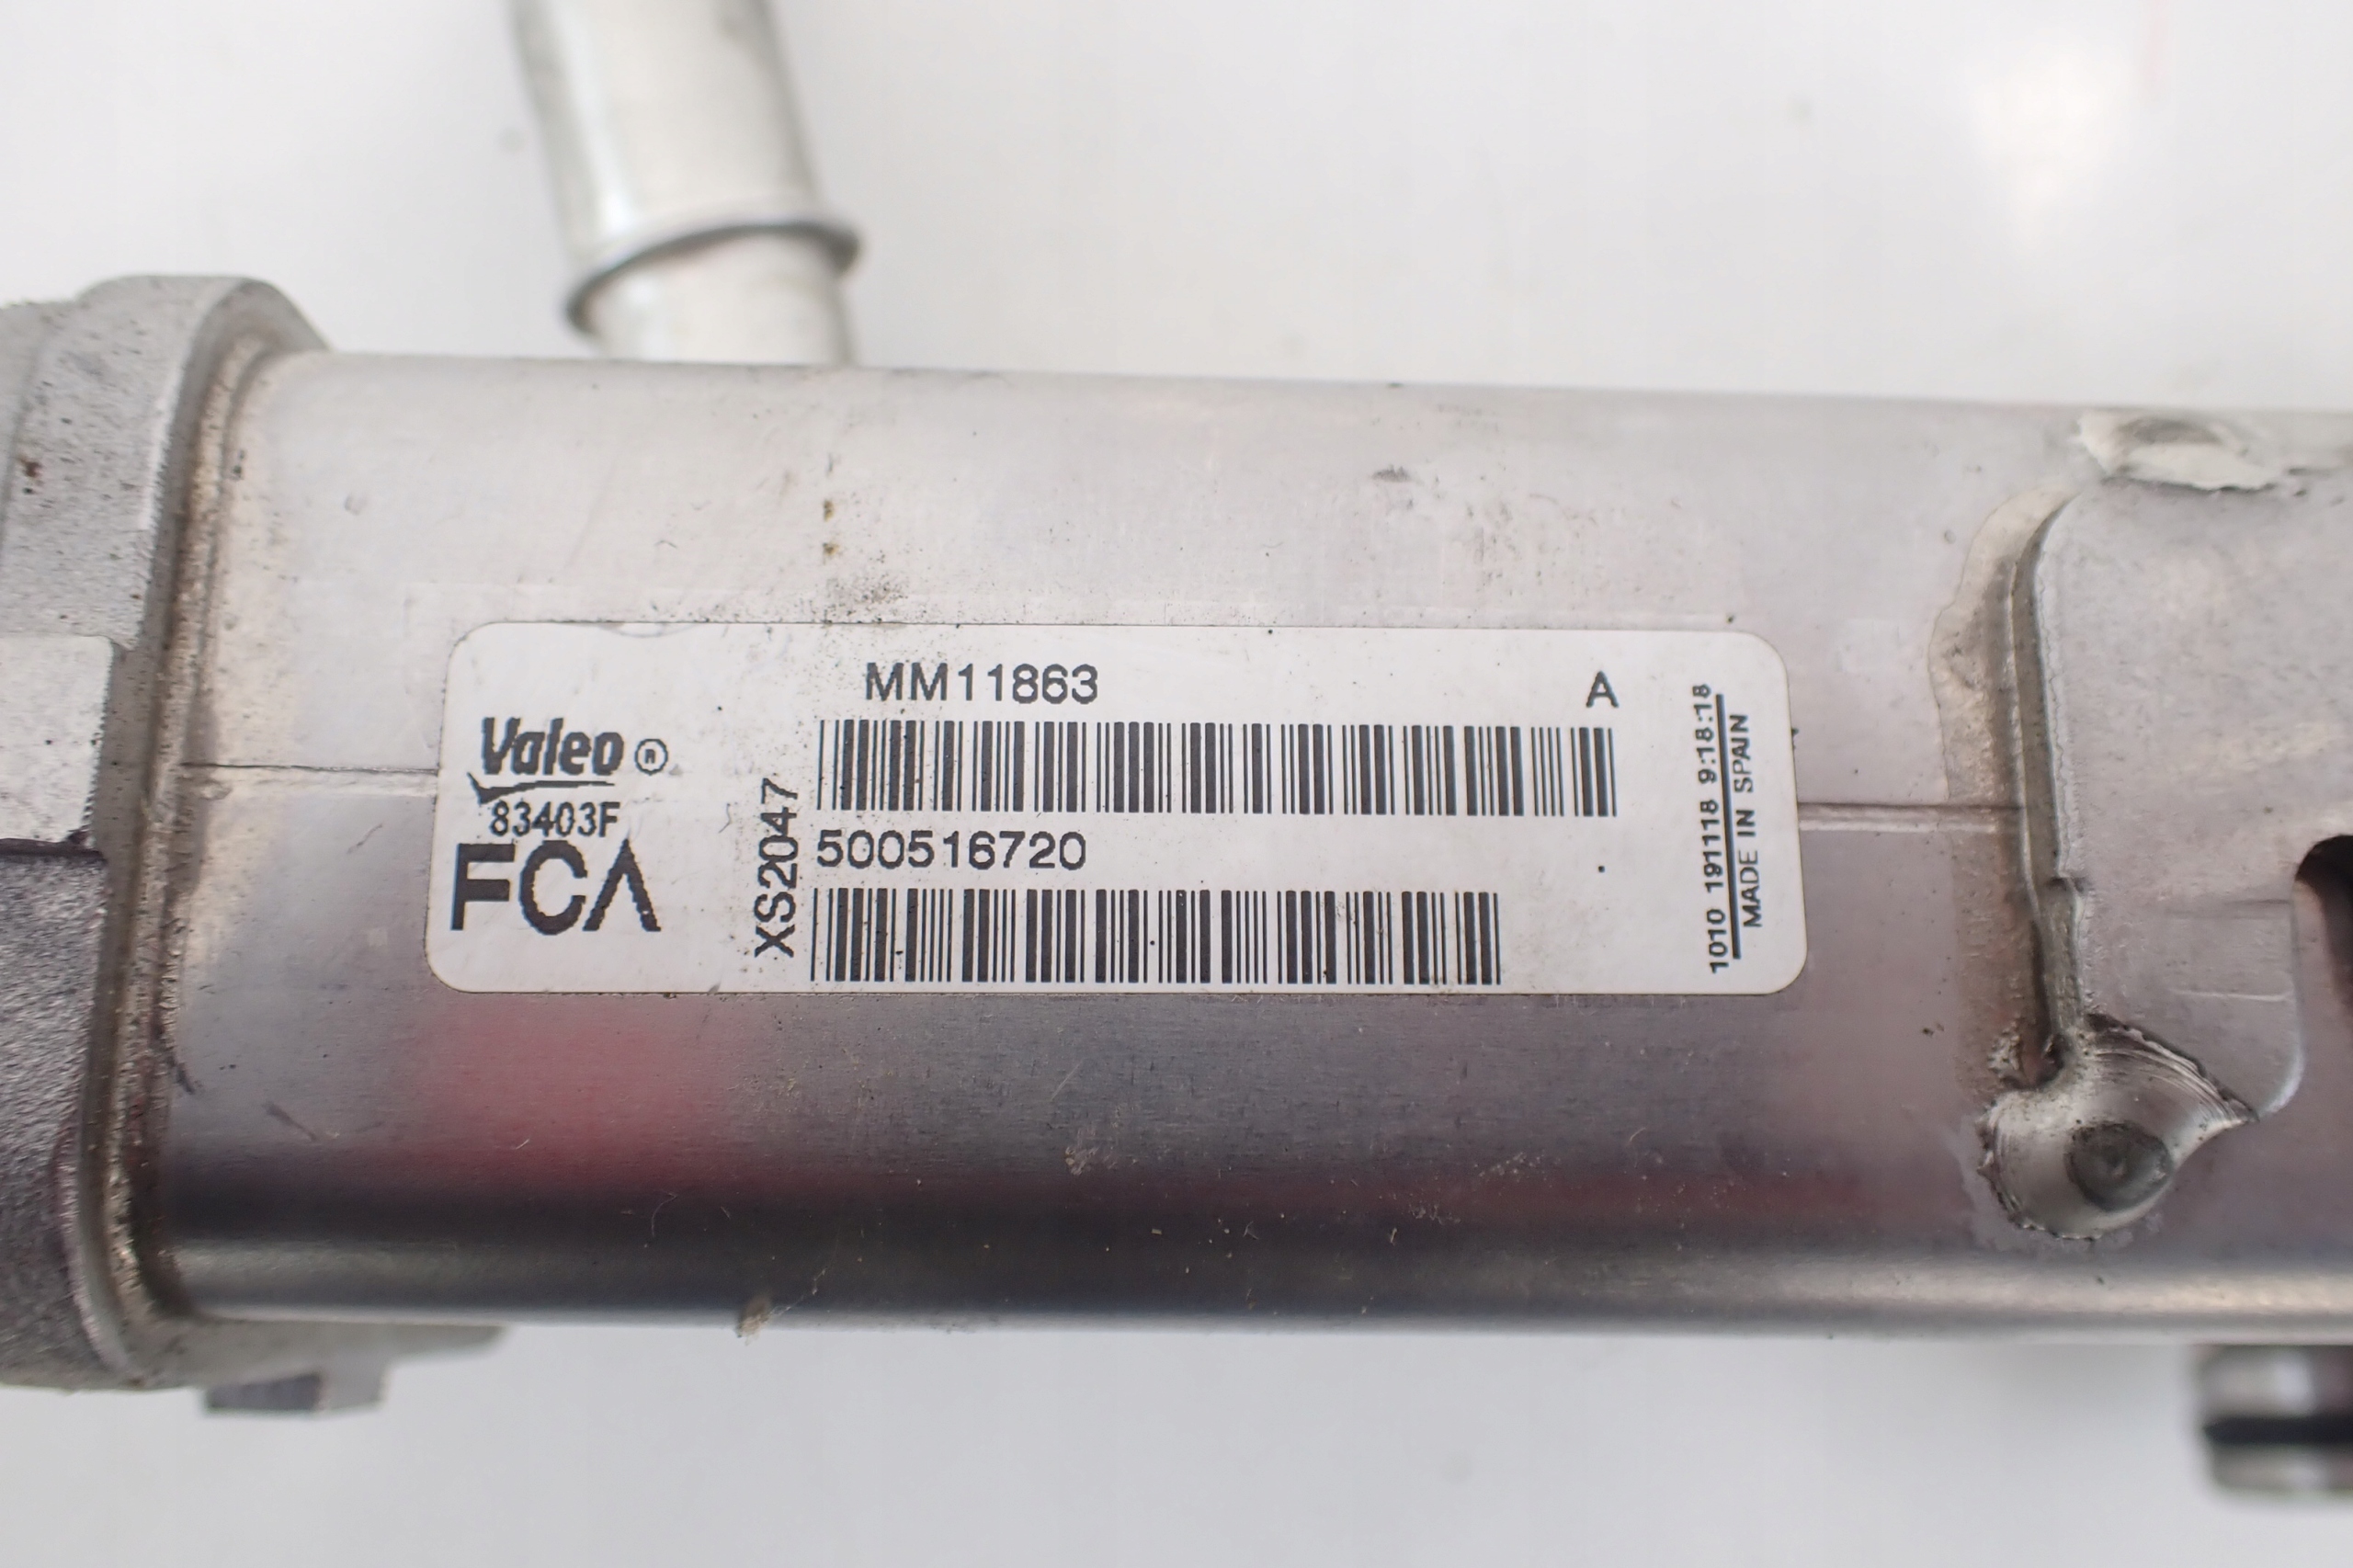 MM11863
A
Valeo ®
83403F
FCA
XS2047
500516720
1010 191118 9:18:18
MADE IN SPAIN